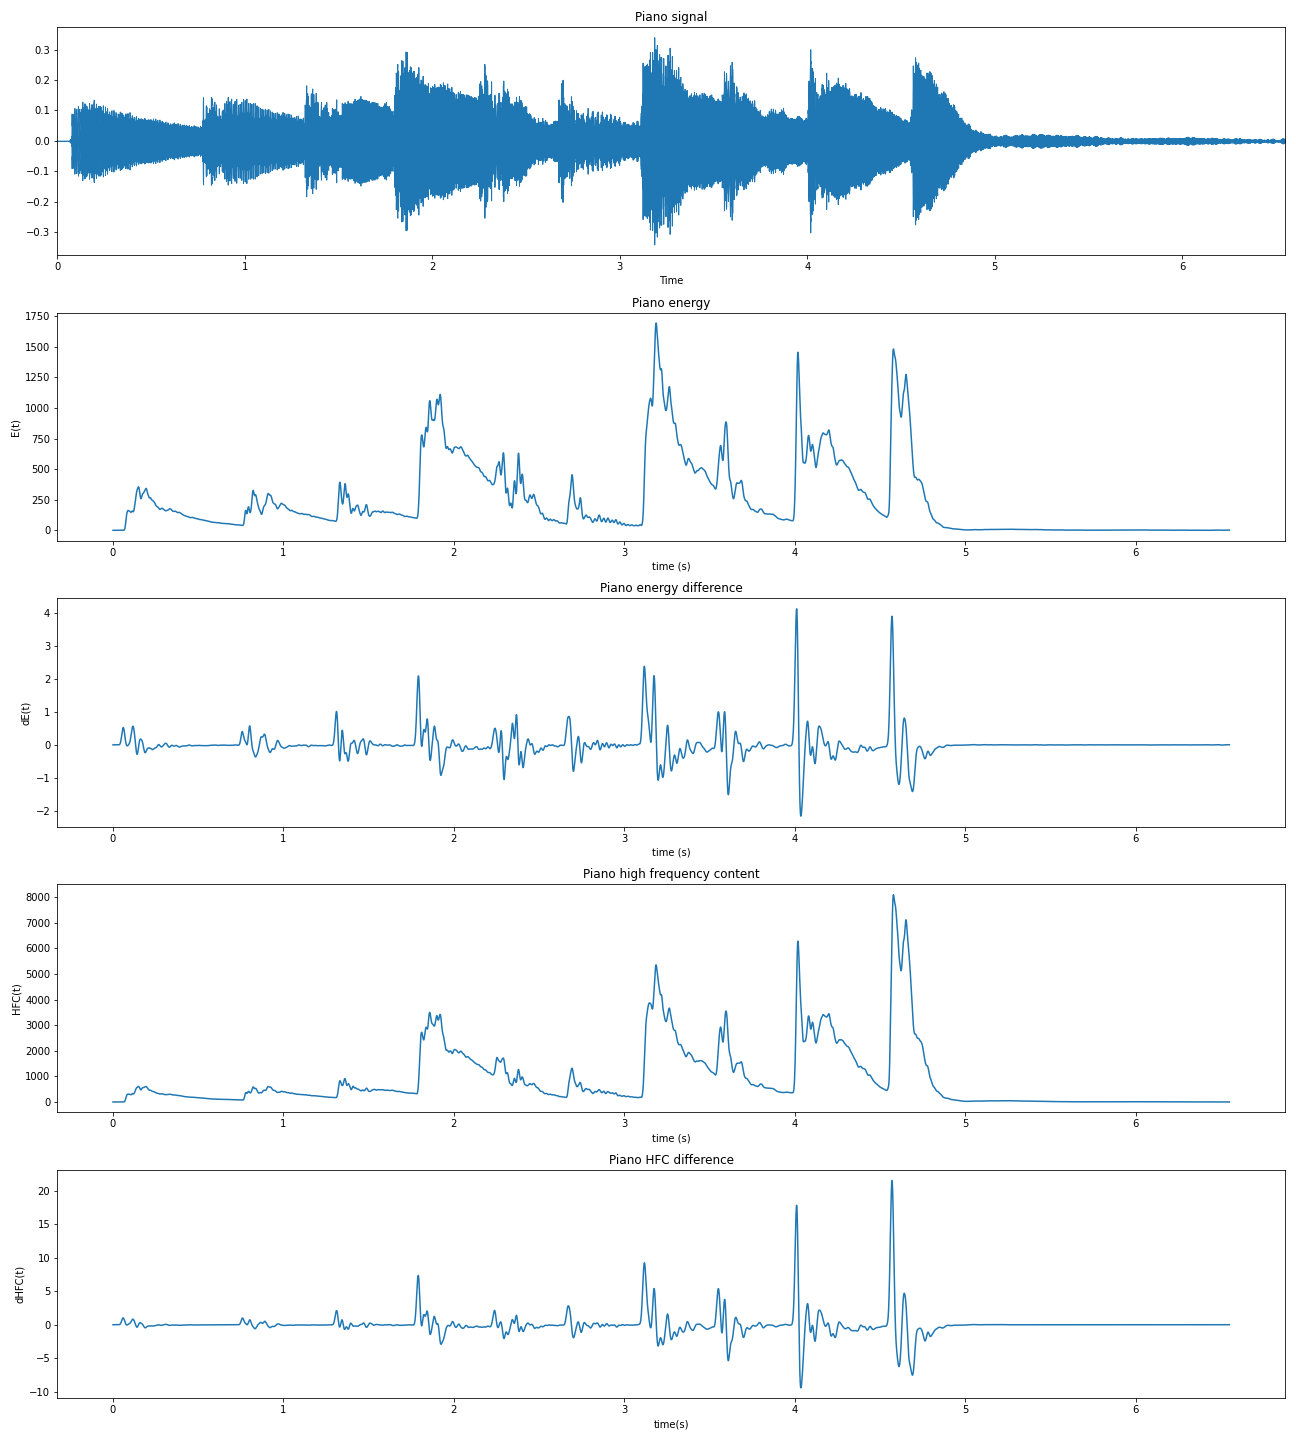 Piano signal
0.3
0.2
0.1
0.0
−0.1
−0.2
−0.3
0 1 2 3 4 5 6
Time
Piano energy
1750
1500
1250
1000
750
500
250
0
E(t)
0 1 2 3 4 5 6
time (s)
Piano energy difference
4
3
2
1
0
−1
−2
dE(t)
0 1 2 3 4 5 6
time (s)
Piano high frequency content
8000
7000
6000
5000
4000
3000
2000
1000
0
HFC(t)
0 1 2 3 4 5 6
time (s)
Piano HFC difference
20
15
10
5
0
−5
−10
dHFC(t)
0 1 2 3 4 5 6
time(s)